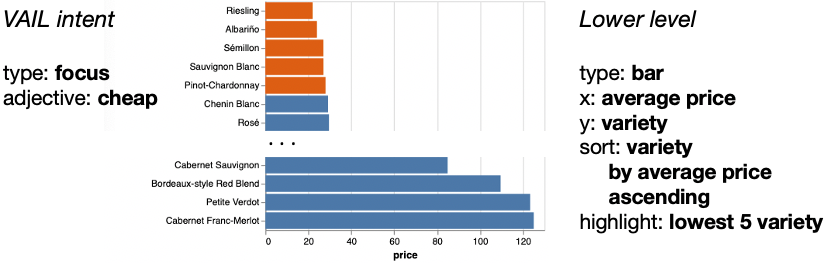 VAIL intent
type: focus
adjective: cheap
Riesling
Albariño
Sémillon
Sauvignon Blanc
Pinot-Chardonnay
Chenin Blanc
Rosé
. . .
Cabernet Sauvignon
Bordeaux-style Red Blend
Petite Verdot
Cabernet Franc-Merlot
0 20 40 60 80 100 120
price
Lower level
type: bar
x: average price
y: variety
sort: variety
by average price
ascending
highlight: lowest 5 variety